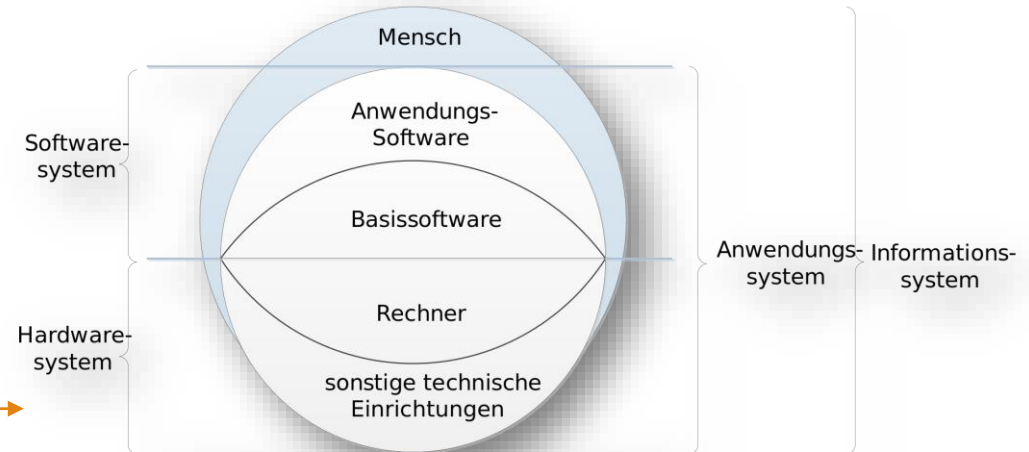 Mensch
Anwendungs-
Software
Software-
system
Basissoftware
Anwendungs-
system
Informations-
system
Rechner
Hardware-
system
sonstige technische
Einrichtungen